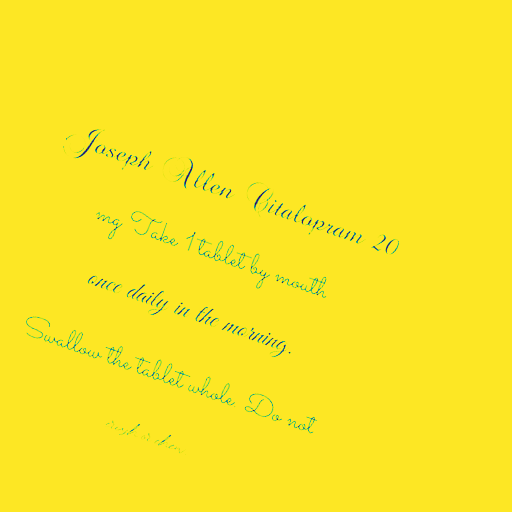 Joseph Allen Citalopram 20
mg Take 1 tablet by mouth
once daily in the morning.
Swallow the tablet whole. Do not